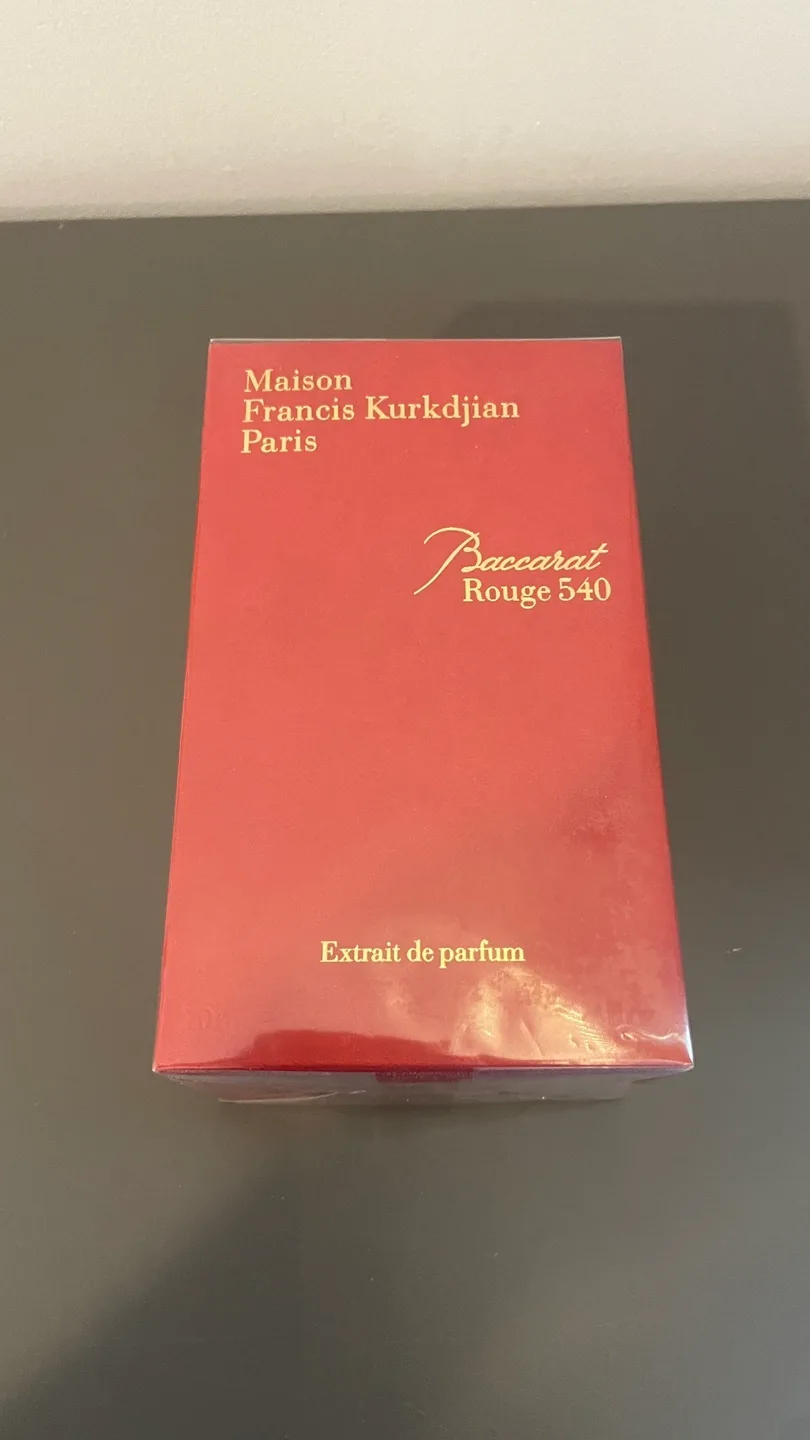 Maison
Francis Kurkdjian
Paris
Baccarat
Rouge 540
Extrait de parfum